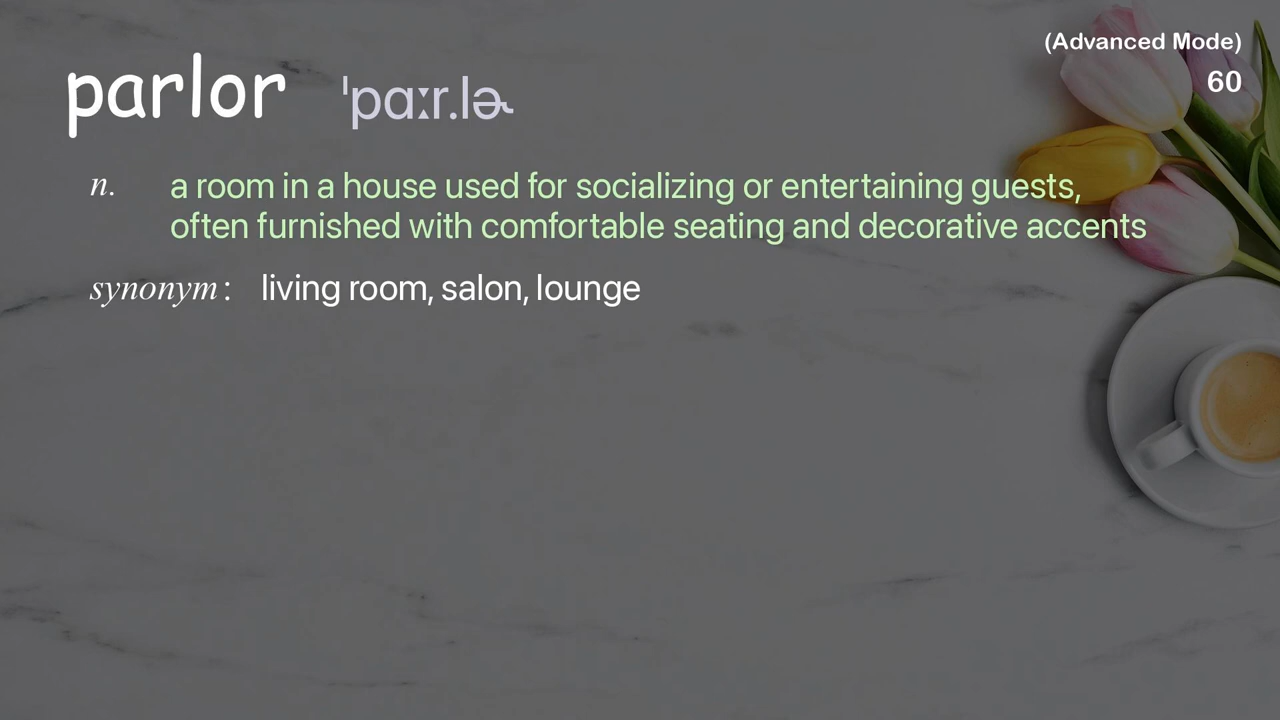 (Advanced Mode)
60
parlor ˈpɑːr.lɚ
n. a room in a house used for socializing or entertaining guests,
often furnished with comfortable seating and decorative accents
synonym: living room, salon, lounge